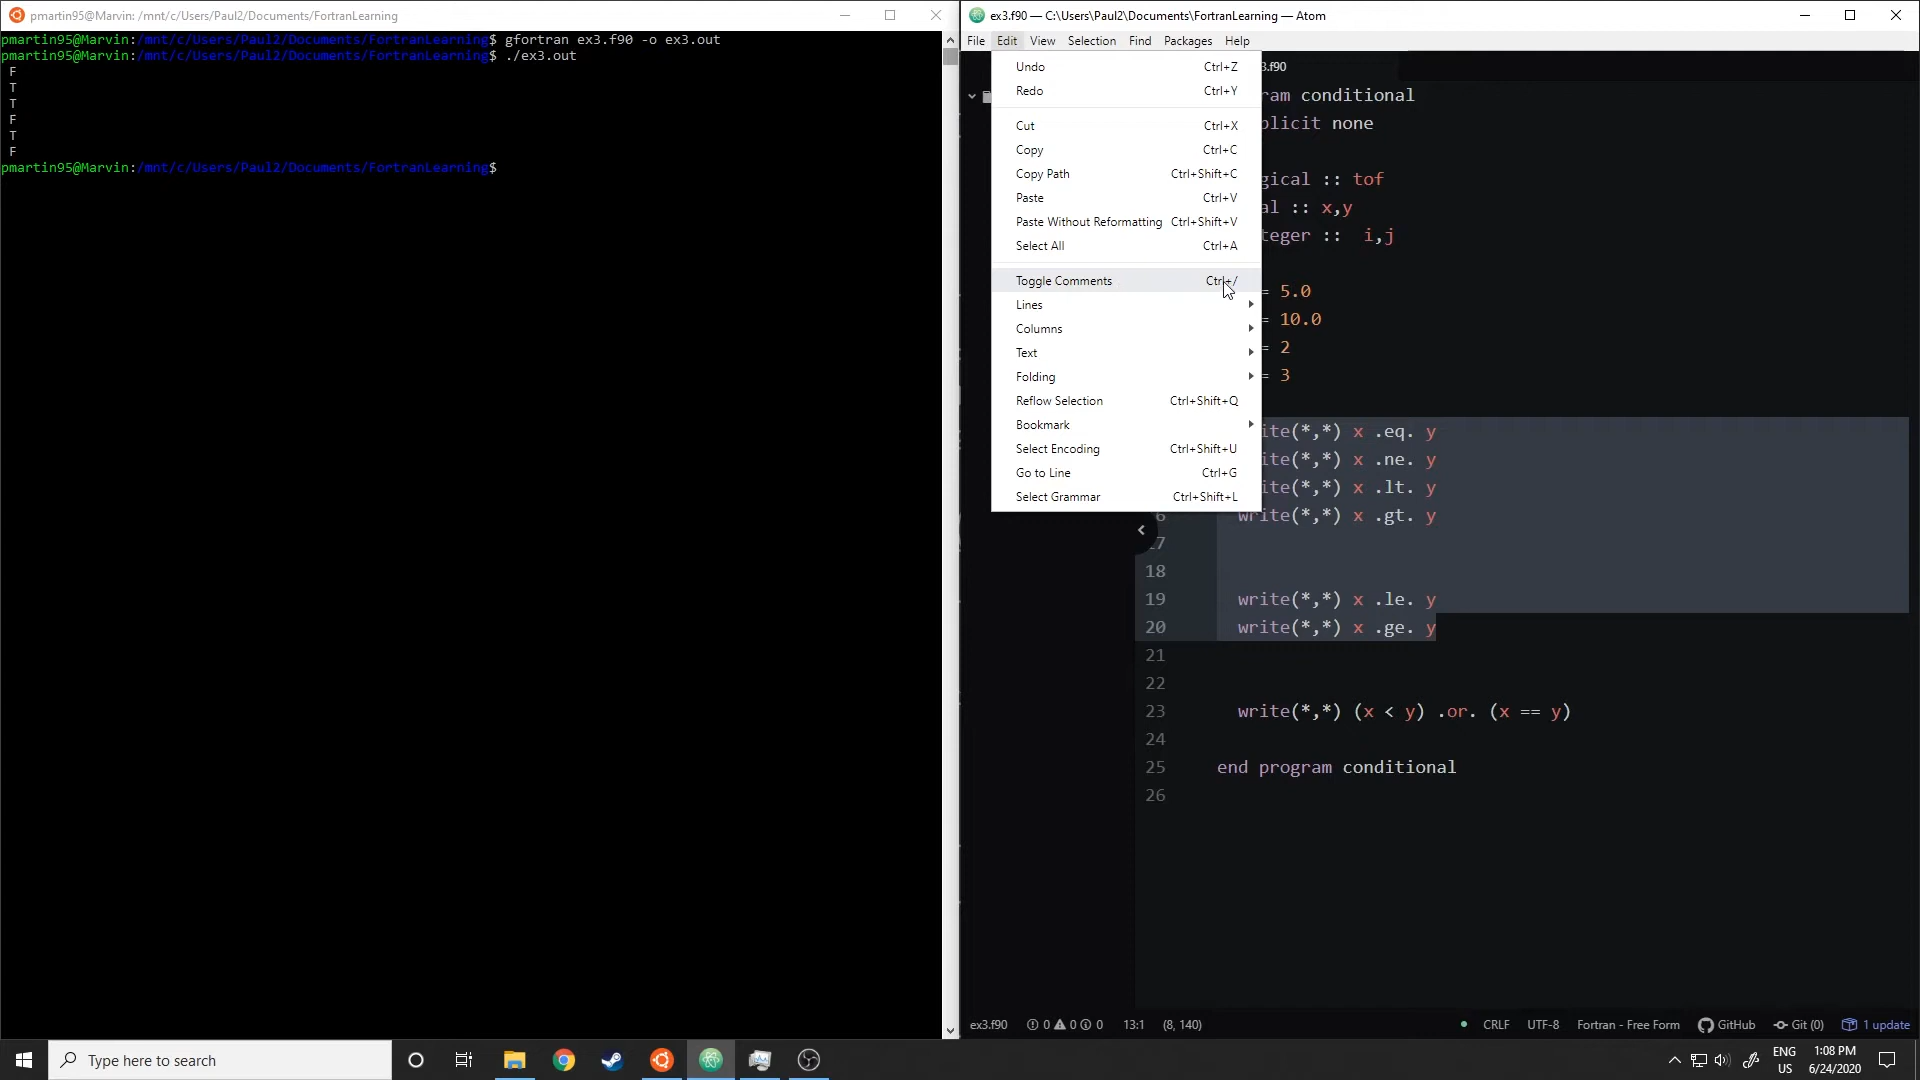 pmartin95@Marvin: /mnt/c/Users/Paul2/Documents/FortranLearning
pmartin95@Marvin:/mnt/c/Users/Paul2/Documents/FortranLearning$ gfortran ex3.f90 -o ex3.out
pmartin95@Marvin:/mnt/c/Users/Paul2/Documents/FortranLearning$ ./ex3.out
F
T
T
F
T
F
pmartin95@Marvin:/mnt/c/Users/Paul2/Documents/FortranLearning$
ex3.f90 — C:\Users\Paul2\Documents\FortranLearning — Atom
File Edit View Selection Find Packages Help
Undo Ctrl+Z
Redo Ctrl+Y
Cut Ctrl+X
Copy Ctrl+C
Copy Path Ctrl+Shift+C
Paste Ctrl+V
Paste Without Reformatting Ctrl+Shift+V
Select All Ctrl+A
Toggle Comments Ctrl+/
Lines
Columns
Text
Folding
Reflow Selection Ctrl+Shift+Q
Bookmark
Select Encoding Ctrl+Shift+U
Go to Line Ctrl+G
Select Grammar Ctrl+Shift+L
3.f90
ram conditional
plicit none
gical :: tof
al :: x,y
teger :: i,j
= 5.0
= 10.0
= 2
= 3
ite(*,*) x .eq. y
ite(*,*) x .ne. y
ite(*,*) x .lt. y
write(*,*) x .gt. y
17
18
19 write(*,*) x .le. y
20 write(*,*) x .ge. y
21
22
23 write(*,*) (x < y) .or. (x == y)
24
25 end program conditional
26
ex3.f90 0 0 0 13:1 (8, 140) CRLF UTF-8 Fortran - Free Form GitHub Git (0) 1 update
Type here to search
ENG
US
1:08 PM
6/24/2020